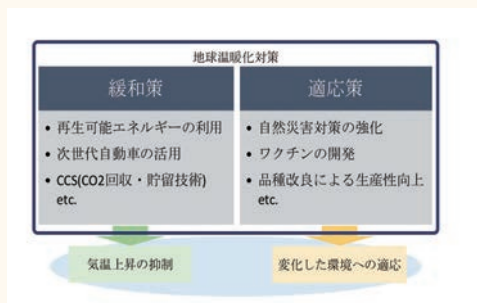 地球温暖化対策
緩和策
• 再生可能エネルギーの利用
• 次世代自動車の活用
• CCS(CO2回収・貯留技術)
etc.
適応策
• 自然災害対策の強化
• ワクチンの開発
• 品種改良による生産性向上
etc.
気温上昇の抑制
変化した環境への適応